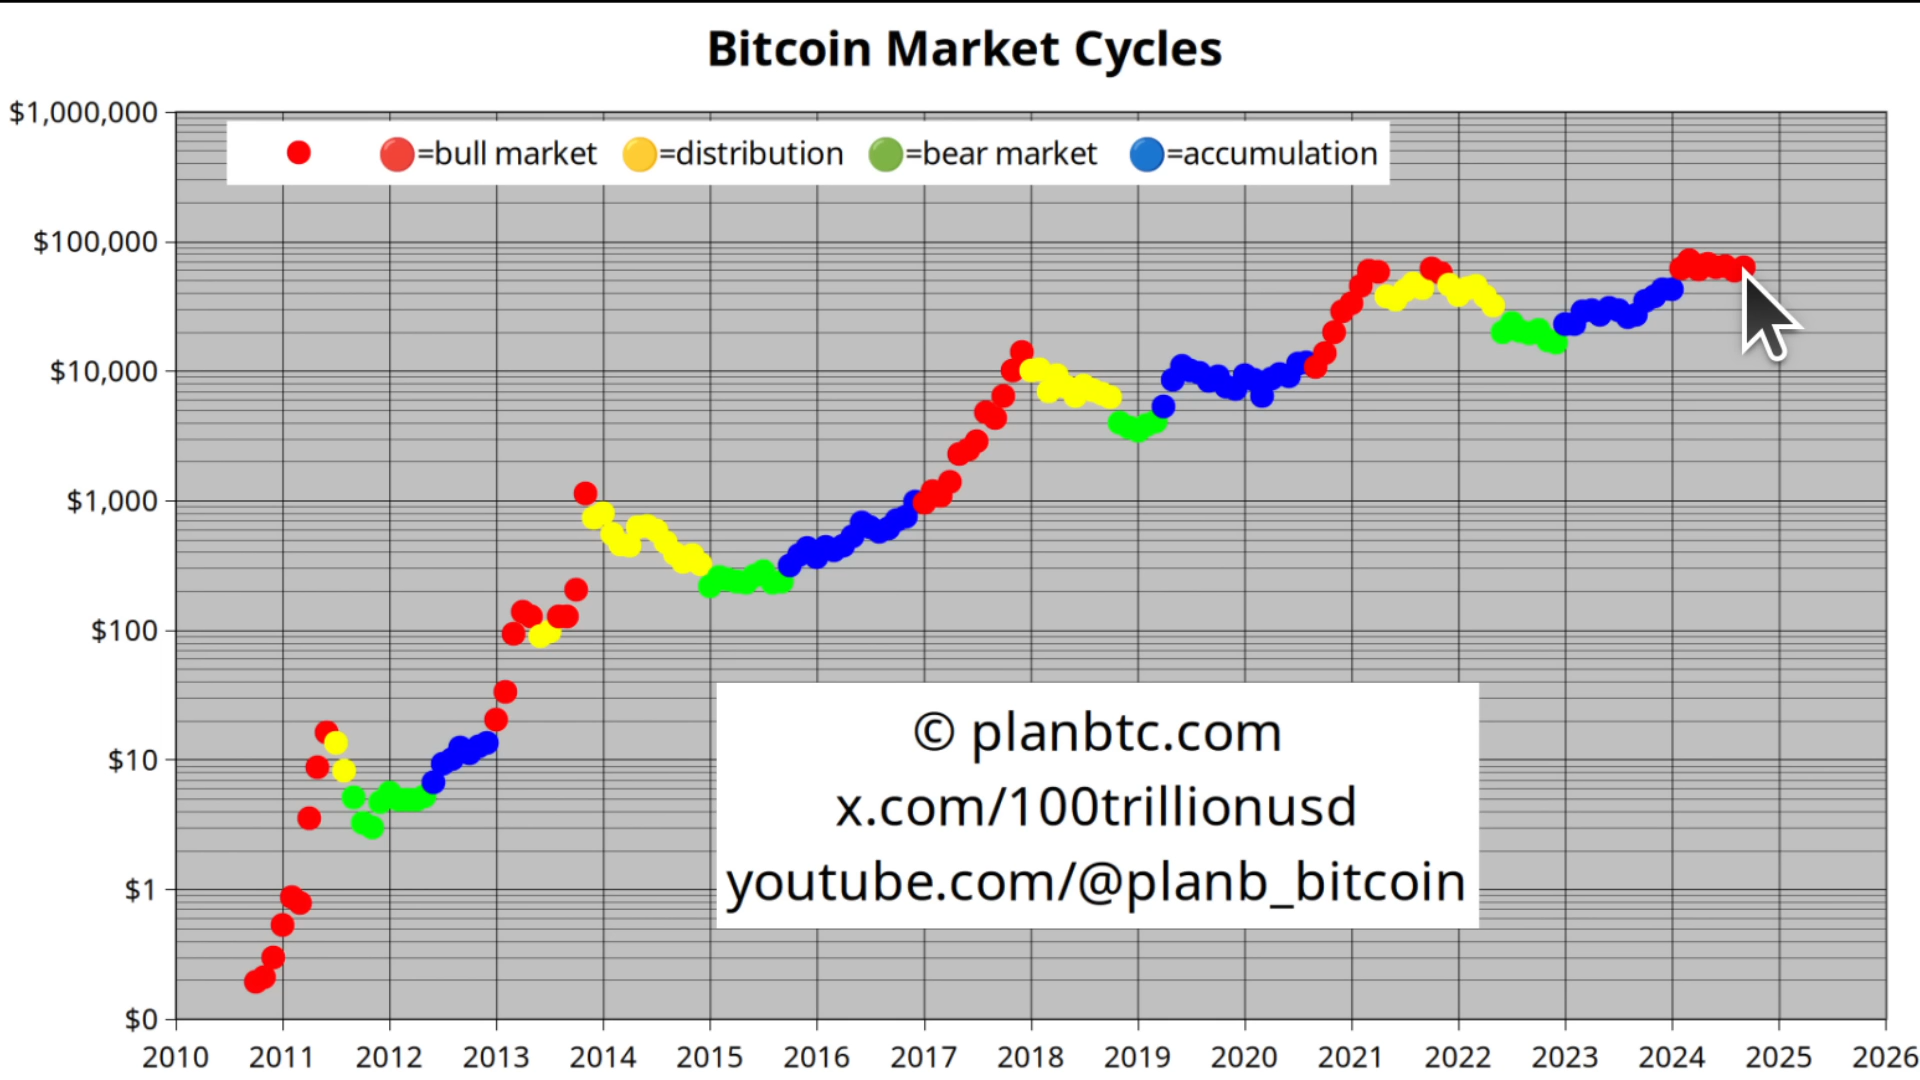 Bitcoin Market Cycles
$1,000,000
=bull market =distribution =bear market =accumulation
$100,000
$10,000
$1,000
$100
$10
$1
$0
© planbtc.com
x.com/100trillionusd
youtube.com/@planb_bitcoin
2010 2011 2012 2013 2014 2015 2016 2017 2018 2019 2020 2021 2022 2023 2024 2025 2026